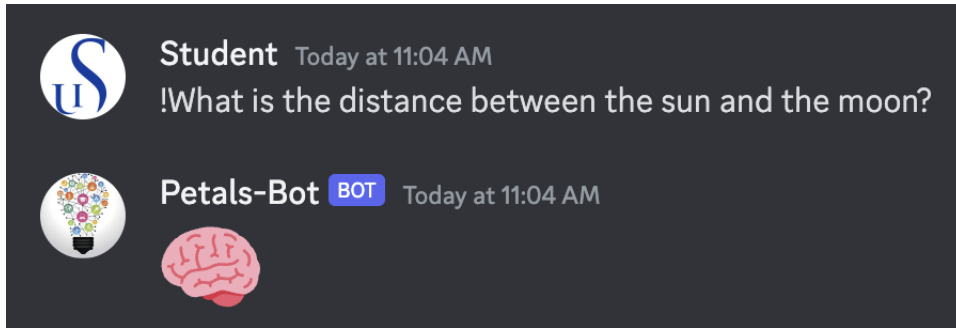 Student Today at 11:04 AM
!What is the distance between the sun and the moon?
Petals-Bot BOT Today at 11:04 AM